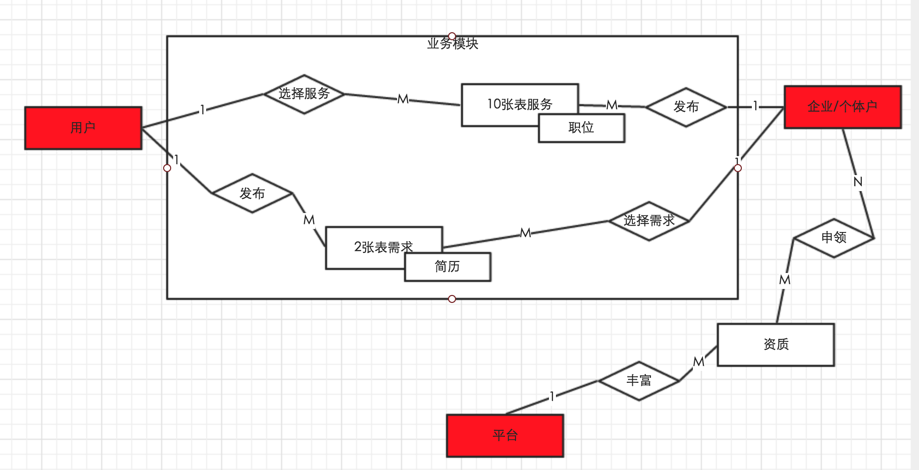 业务模块
选择服务
1
M
10张表服务
M
发布
1
企业/个体户
用户
职位
1
1
N
发布
M
选择需求
M
2张表需求
简历
申领
M
资质
M
丰富
1
平台